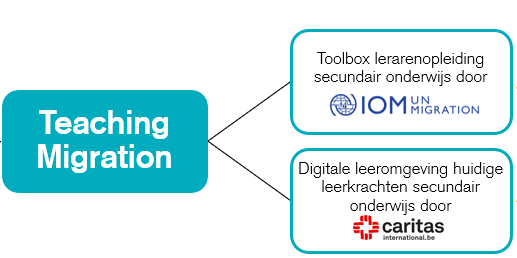 Teaching
Migration
Toolbox lerarenopleiding
secundair onderwijs door
IOM UN MIGRATION
Digitale leeromgeving huidige
leerkrachten secundair
onderwijs door
caritas
international.be